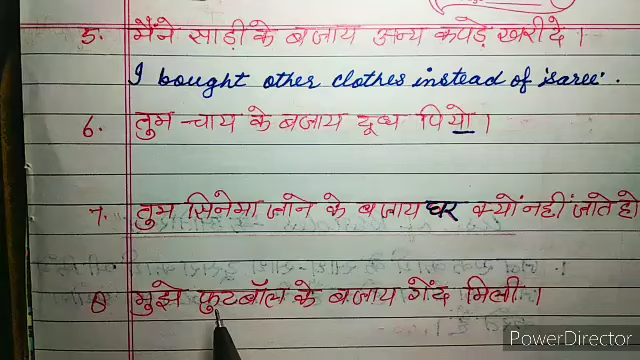 5. मैंने साड़ी के बजाय अन्य कपड़े खरीदे।
I bought other clothes instead of 'saree'.
6. तुम चाय के बजाय दूध पियो।
7. तुम सिनेमा जाने के बजाय घर क्यों नहीं जाते हो
8 मुझे फुटबॉल के बजाय गेंद मिली।
PowerDirector